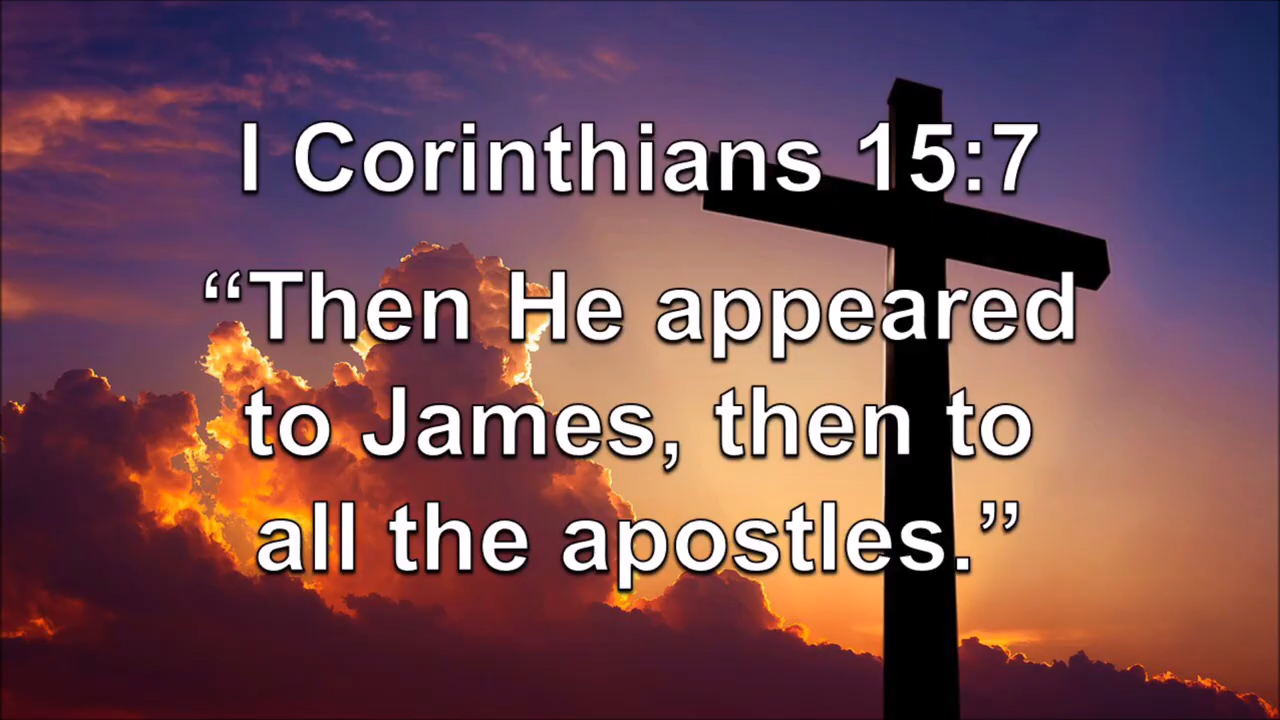 I Corinthians 15:7
“Then He appeared
to James, then to
all the apostles.”